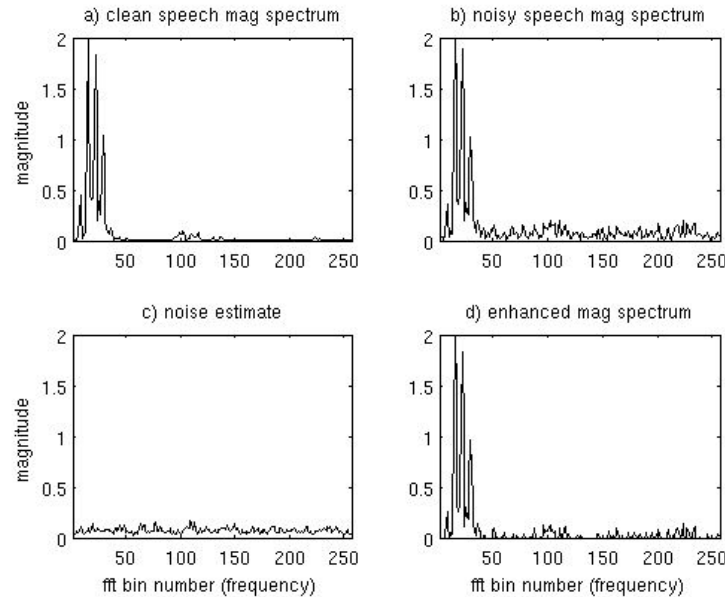 a) clean speech mag spectrum
b) noisy speech mag spectrum
2
1.5
1
0.5
0
magnitude
50 100 150 200 250
2
1.5
1
0.5
0
50 100 150 200 250
c) noise estimate
d) enhanced mag spectrum
2
1.5
1
0.5
0
magnitude
50 100 150 200 250
fft bin number (frequency)
2
1.5
1
0.5
0
50 100 150 200 250
fft bin number (frequency)